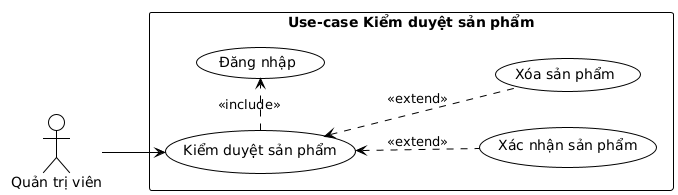 Use-case Kiểm duyệt sản phẩm
Đăng nhập
Xóa sản phẩm
«extend»
«include»
«extend»
Kiểm duyệt sản phẩm
Xác nhận sản phẩm
Quản trị viên